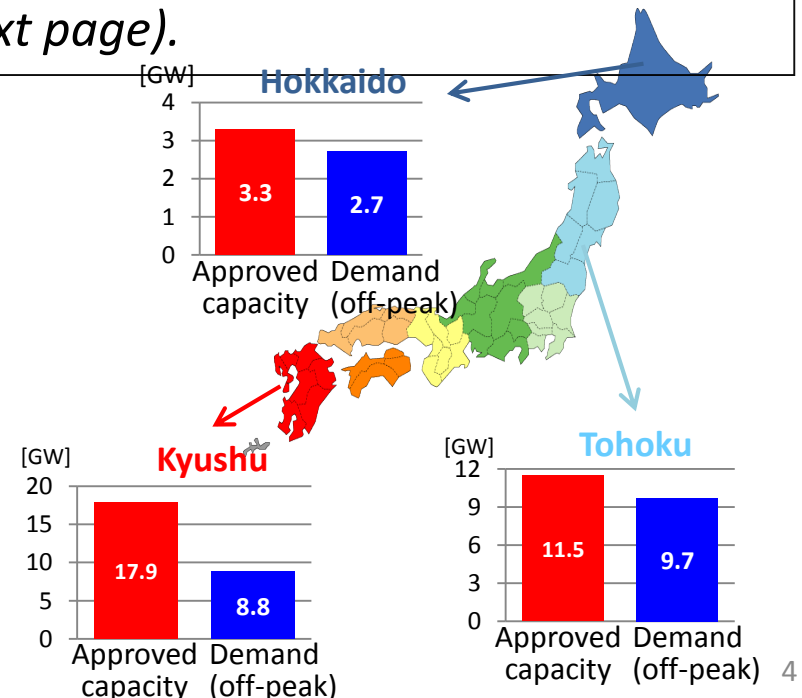 xt page).
[GW]
Hokkaido
4
3
2
1
0
3.3
2.7
Approved
capacity
Demand
(off-peak)
[GW]
Kyushu
20
15
10
5
0
17.9
8.8
Approved
capacity
Demand
(off-peak)
[GW]
Tohoku
12
9
6
3
0
11.5
9.7
Approved
capacity
Demand
(off-peak)
4